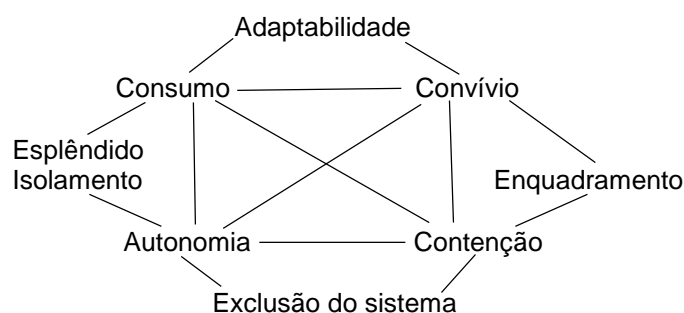 Adaptabilidade
Consumo
Convívio
Esplêndido
Isolamento
Enquadramento
Autonomia
Contenção
Exclusão do sistema